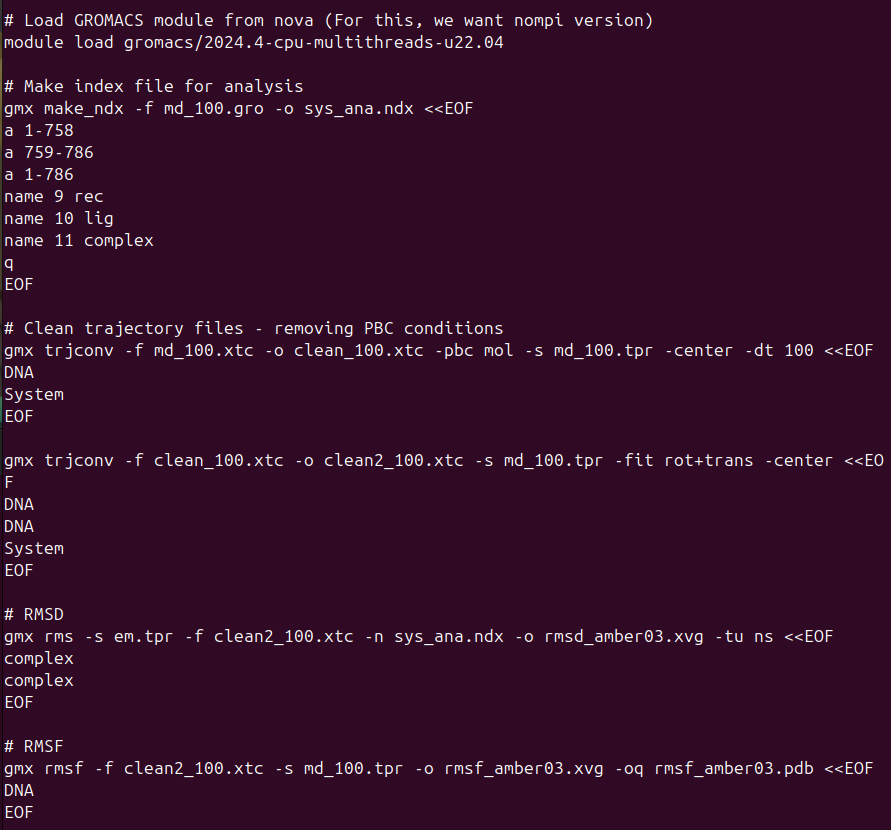 # Load GROMACS module from nova (For this, we want nompi version)
module load gromacs/2024.4-cpu-multithreads-u22.04

# Make index file for analysis
gmx make_ndx -f md_100.gro -o sys_ana.ndx <<EOF
a 1-758
a 759-786
a 1-786
name 9 rec
name 10 lig
name 11 complex
q
EOF

# Clean trajectory files - removing PBC conditions
gmx trjconv -f md_100.xtc -o clean_100.xtc -pbc mol -s md_100.tpr -center -dt 100 <<EOF
DNA
System
EOF

gmx trjconv -f clean_100.xtc -o clean2_100.xtc -s md_100.tpr -fit rot+trans -center <<EO
F
DNA
DNA
System
EOF

# RMSD
gmx rms -s em.tpr -f clean2_100.xtc -n sys_ana.ndx -o rmsd_amber03.xvg -tu ns <<EOF
complex
complex
EOF

# RMSF
gmx rmsf -f clean2_100.xtc -s md_100.tpr -o rmsf_amber03.xvg -oq rmsf_amber03.pdb <<EOF
DNA
EOF